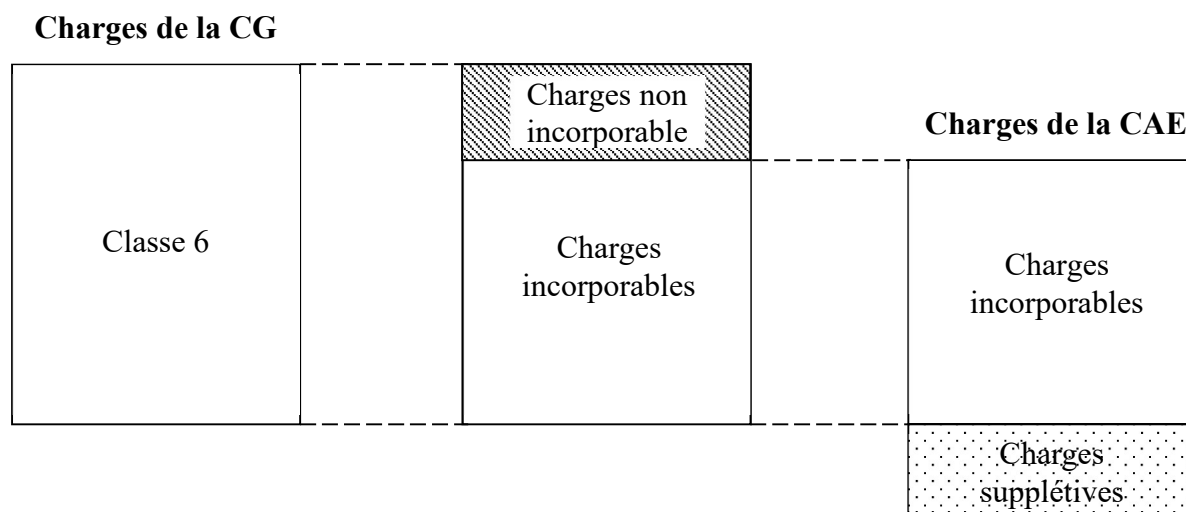 Charges de la CG
Charges non
incorporable
Charges de la CAE
Classe 6
Charges
incorporables
Charges
incorporables
Charges
supplétives